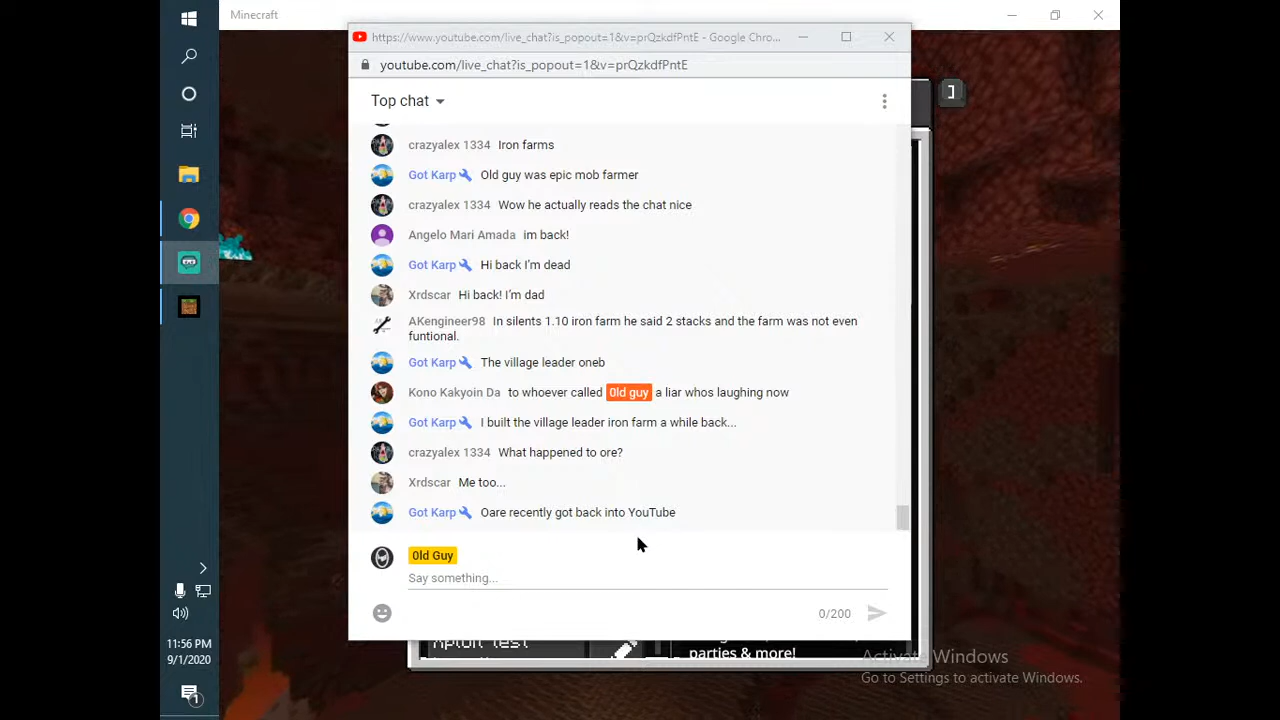 Minecraft
https://www.youtube.com/live_chat?is_popout=1&v=prQzkdfPntE - Google Chro...
youtube.com/live_chat?is_popout=1&v=prQzkdfPntE
]
Top chat
crazyalex 1334 Iron farms
Got Karp Old guy was epic mob farmer
crazyalex 1334 Wow he actually reads the chat nice
Angelo Mari Amada im back!
Got Karp Hi back I'm dead
Xrdscar Hi back! I'm dad
AKengineer98 In silents 1.10 iron farm he said 2 stacks and the farm was not even
funtional.
Got Karp The village leader oneb
Kono Kakyoin Da to whoever called 0ld guy a liar whos laughing now
Got Karp I built the village leader iron farm a while back...
crazyalex 1334 What happened to ore?
Xrdscar Me too...
Got Karp Oare recently got back into YouTube
0ld Guy
Say something...
0/200
parties & more!
Activate Windows
Go to Settings to activate Windows.
11:56 PM
9/1/2020
1